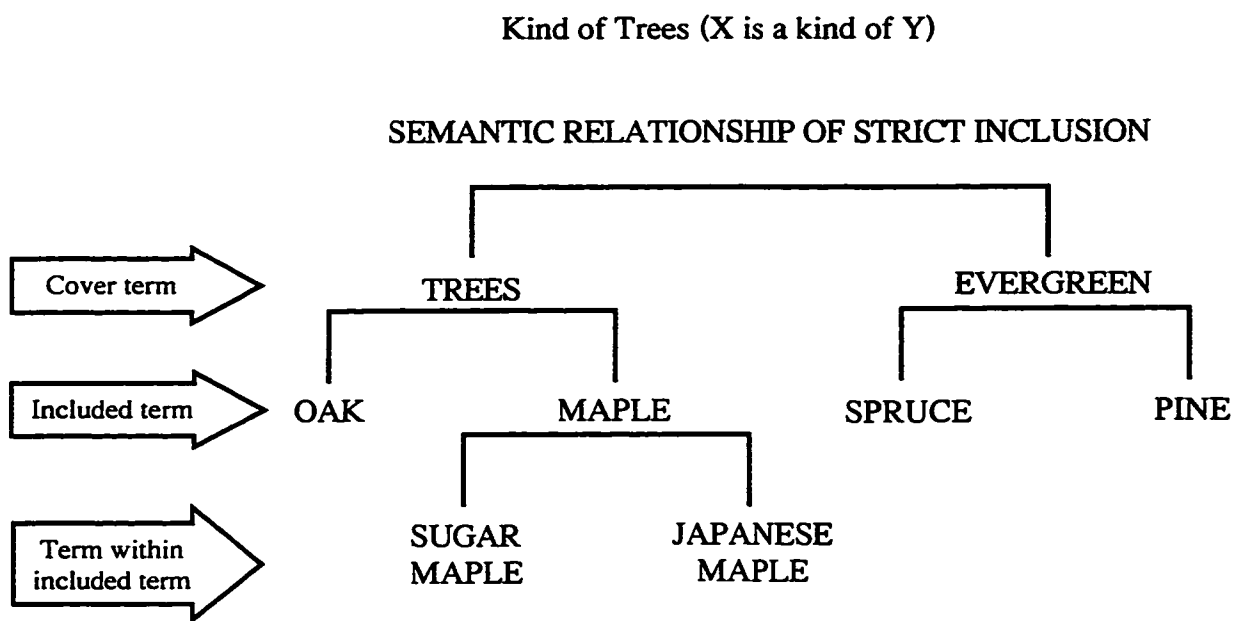 Kind of Trees (X is a kind of Y)
SEMANTIC RELATIONSHIP OF STRICT INCLUSION
Cover term
TREES
EVERGREEN
Included term
OAK
MAPLE
SPRUCE
PINE
Term within
included term
SUGAR
MAPLE
JAPANESE
MAPLE